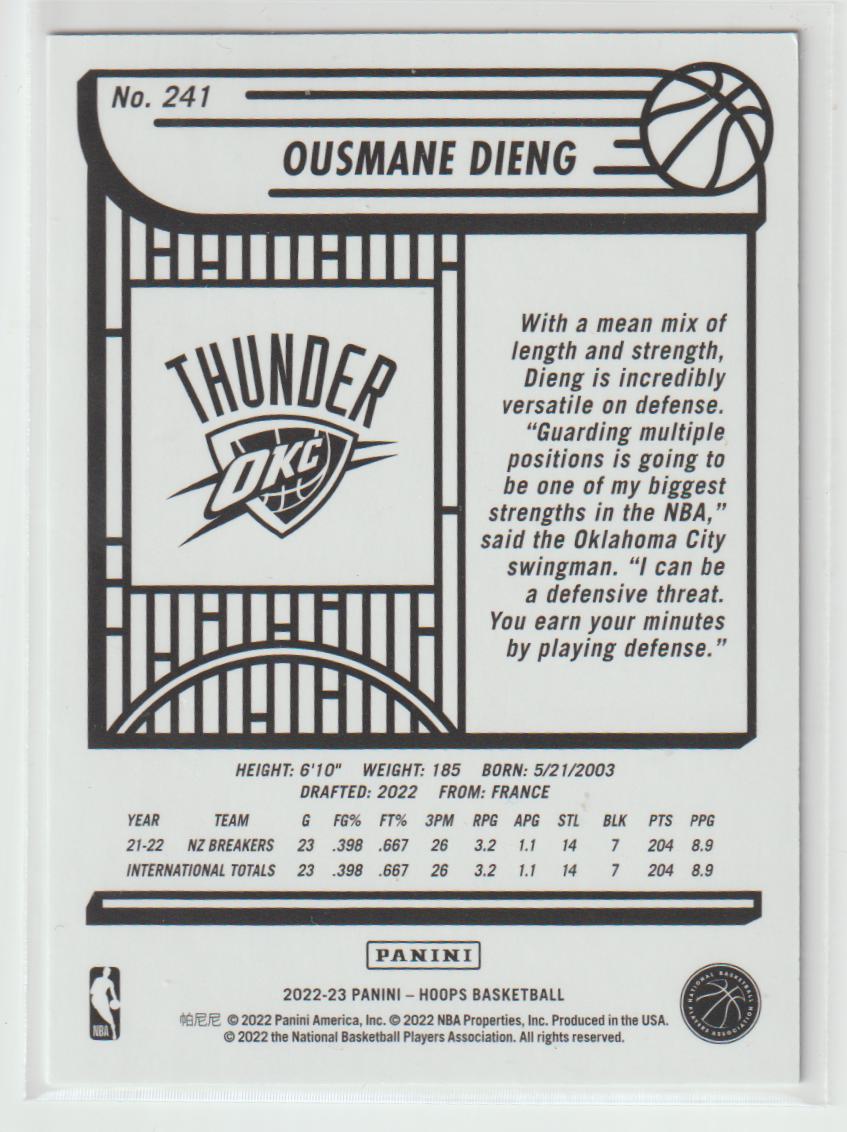 No. 241
OUSMANE DIENG
THUNDER
OKC
With a mean mix of
length and strength,
Dieng is incredibly
versatile on defense.
“Guarding multiple
positions is going to
be one of my biggest
strengths in the NBA,”
said the Oklahoma City
swingman. “I can be
a defensive threat.
You earn your minutes
by playing defense.”
HEIGHT: 6'10" WEIGHT: 185 BORN: 5/21/2003
DRAFTED: 2022 FROM: FRANCE
YEAR TEAM G FG% FT% 3PM RPG APG STL BLK PTS PPG
21-22 NZ BREAKERS 23 .398 .667 26 3.2 1.1 14 7 204 8.9
INTERNATIONAL TOTALS 23 .398 .667 26 3.2 1.1 14 7 204 8.9
PANINI
2022-23 PANINI – HOOPS BASKETBALL
帕尼尼 © 2022 Panini America, Inc. © 2022 NBA Properties, Inc. Produced in the USA.
© 2022 the National Basketball Players Association. All rights reserved.
NBA
NATIONAL BASKETBALL
PLAYERS ASSOCIATION